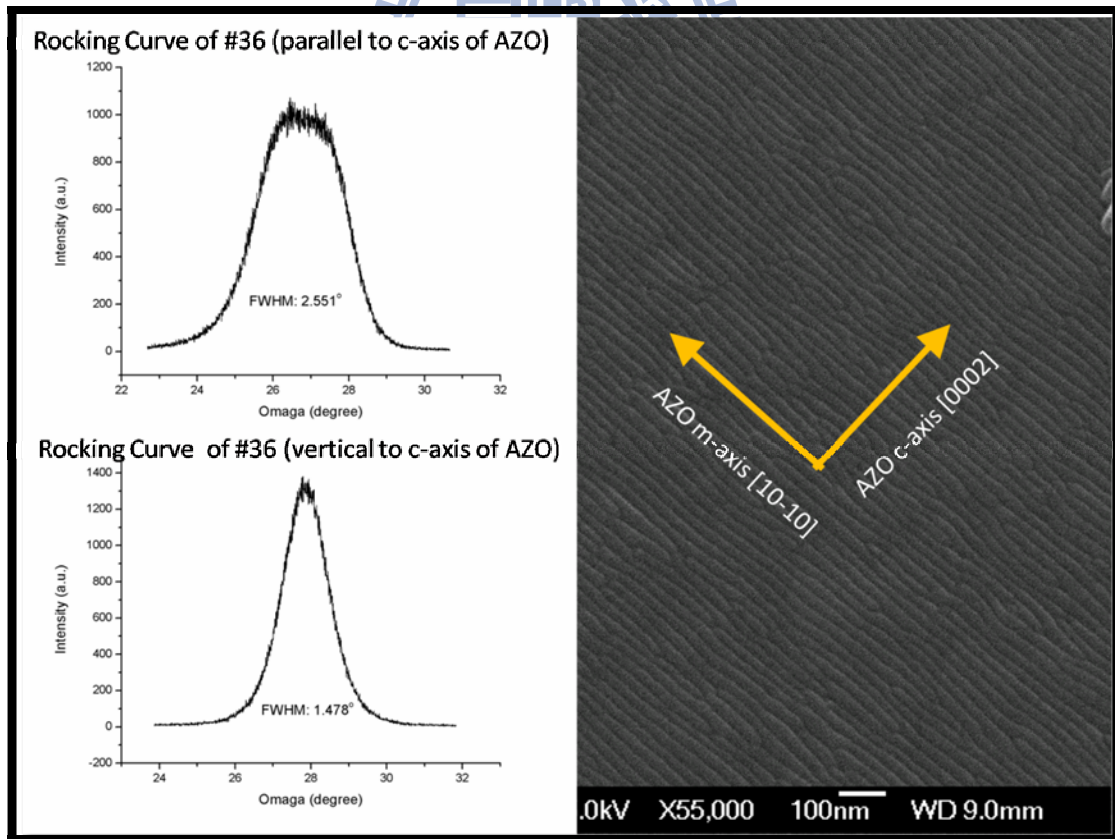 Rocking Curve of #36 (parallel to c-axis of AZO)
1200
1000
800
600
400
200
0
Intensity (a.u.)
FWHM: 2.551°
22 24 26 28 30 32
Omaga (degree)
Rocking Curve of #36 (vertical to c-axis of AZO)
1400
1200
1000
800
600
400
200
0
-200
Intensity (a.u.)
FWHM: 1.478°
24 26 28 30 32
Omaga (degree)
AZO m-axis [10-10]
AZO c-axis [0002]
.0kV X55,000 100nm WD 9.0mm